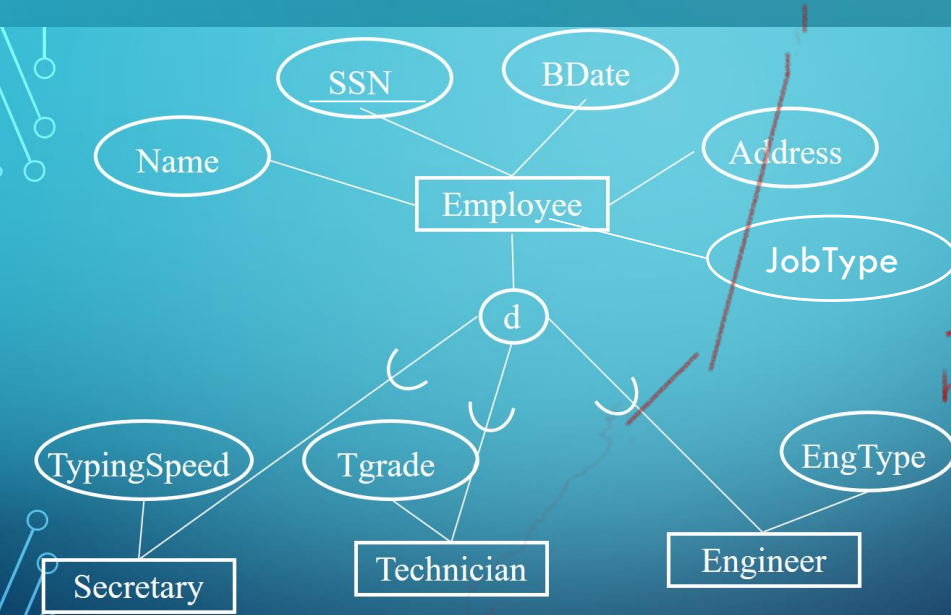 SSN
BDate
Name
Address
Employee
JobType
d
TypingSpeed
Tgrade
EngType
Secretary
Technician
Engineer